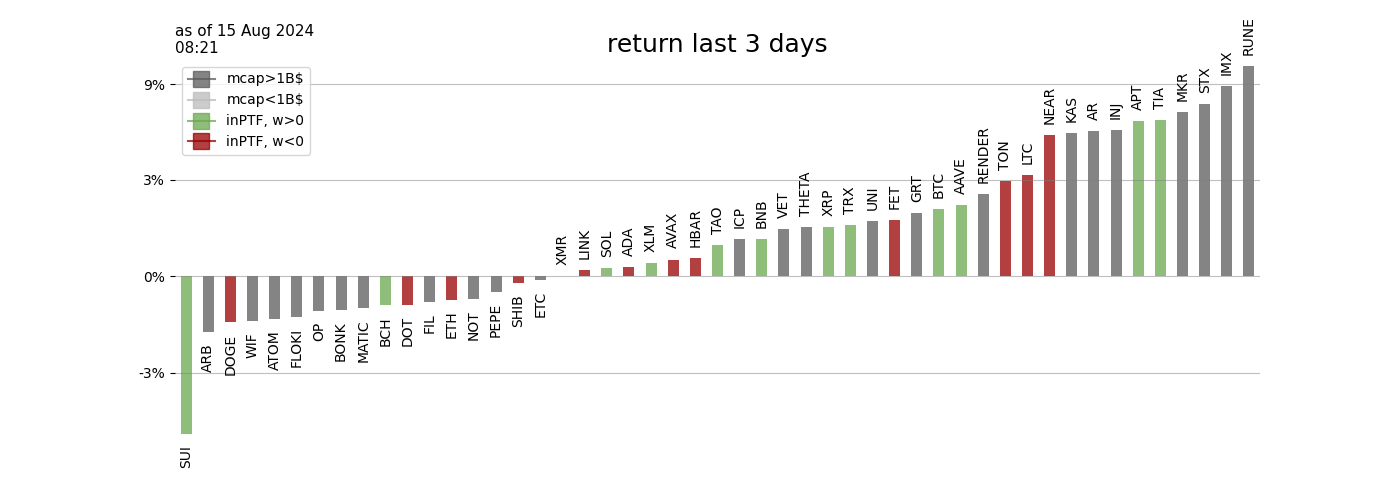 as of 15 Aug 2024
08:21
return last 3 days
mcap>1B$
mcap<1B$
inPTF, w>0
inPTF, w<0
9%
3%
0%
-3%
SUI
ARB
DOGE
WIF
ATOM
FLOKI
OP
BONK
MATIC
BCH
DOT
FIL
ETH
NOT
PEPE
SHIB
ETC
XMR
LINK
SOL
ADA
XLM
AVAX
HBAR
TAO
ICP
BNB
VET
THETA
XRP
TRX
UNI
FET
GRT
BTC
AAVE
RENDER
TON
LTC
NEAR
KAS
AR
INJ
APT
TIA
MKR
STX
IMX
RUNE